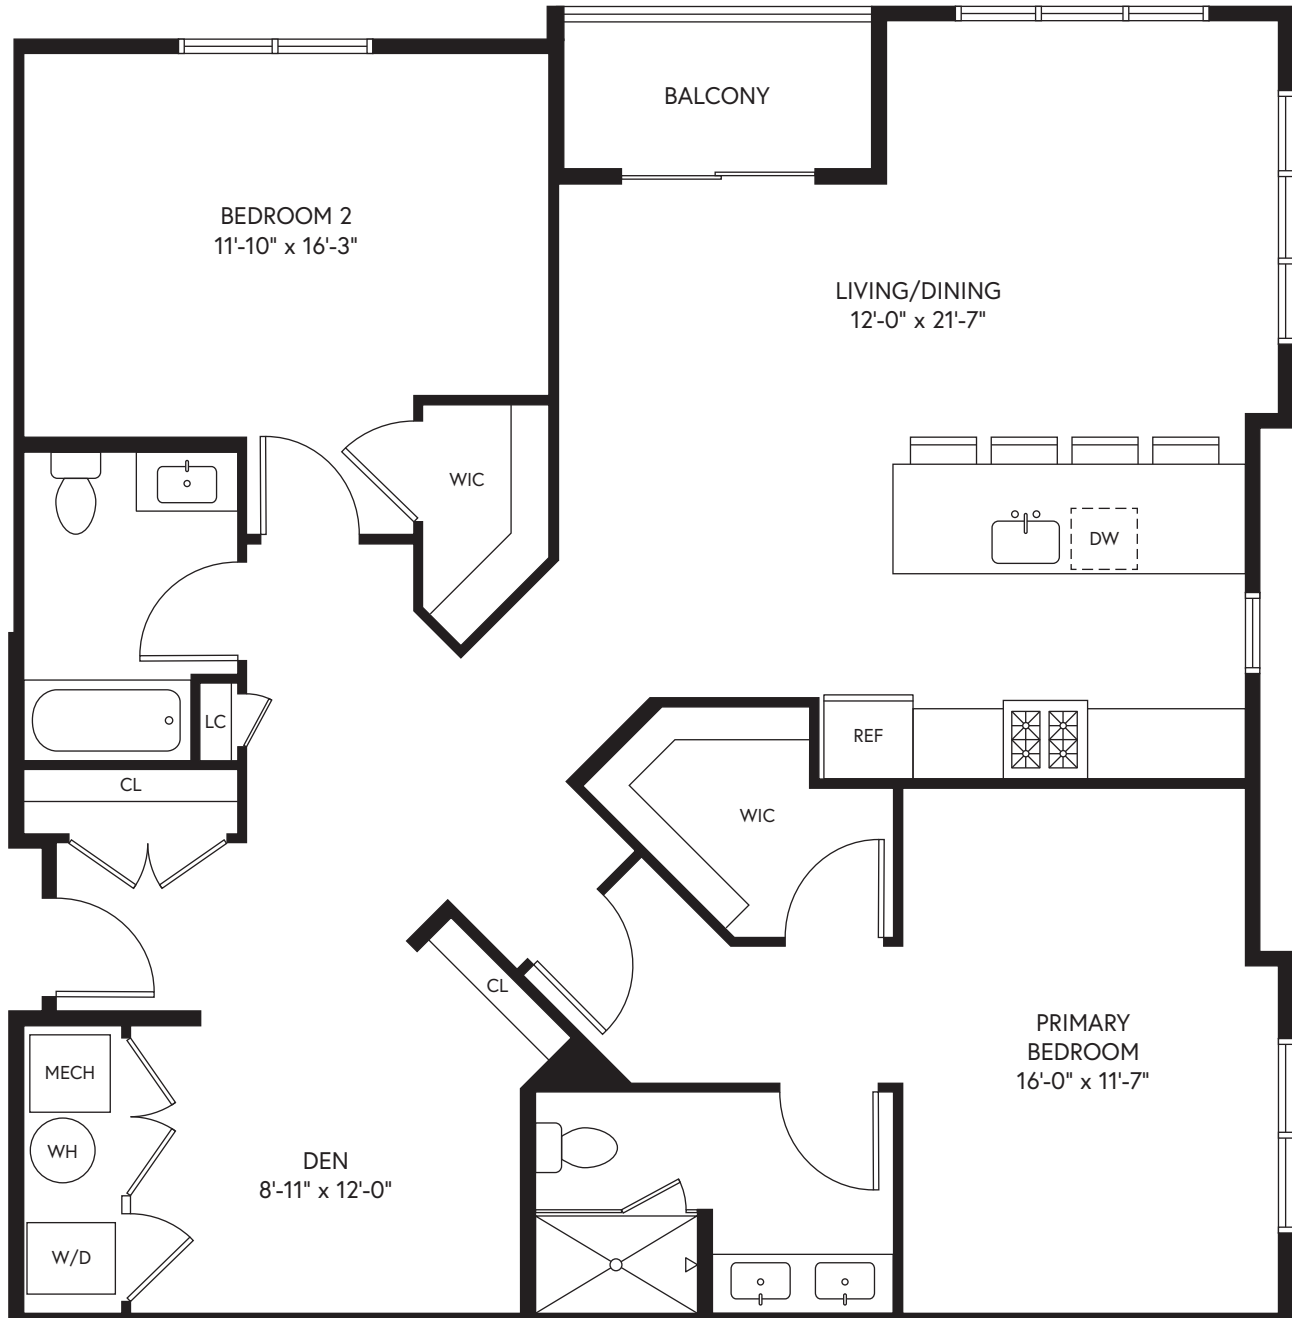 BALCONY
BEDROOM 2
11'-10" x 16'-3"
LIVING/DINING
12'-0" x 21'-7"
WIC
DW
LC
REF
CL
WIC
CL
PRIMARY
BEDROOM
16'-0" x 11'-7"
MECH
WH
DEN
8'-11" x 12'-0"
W/D